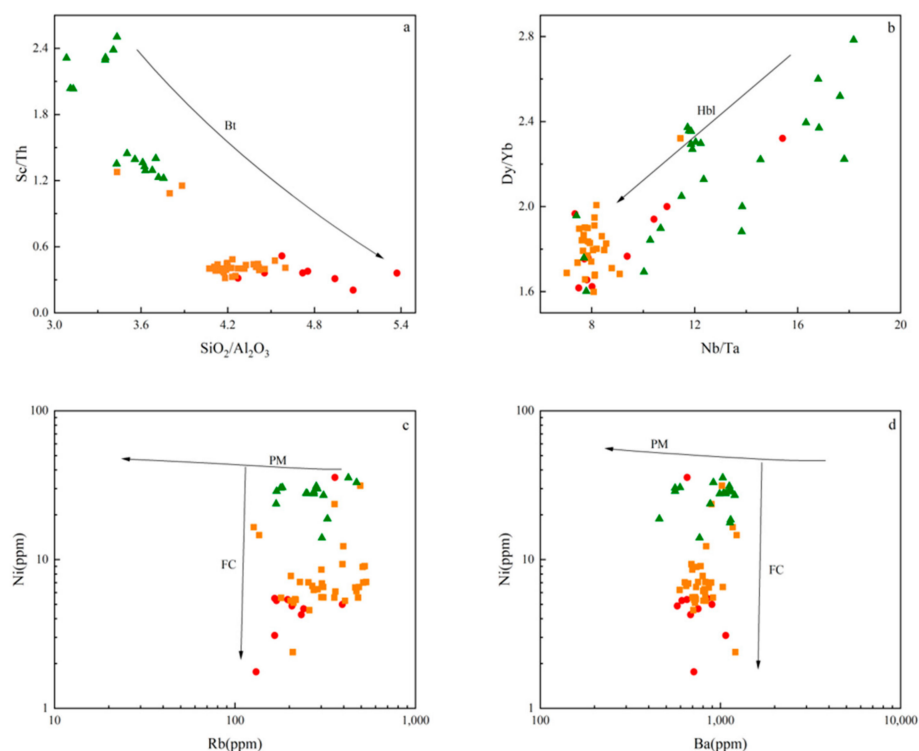 a
2.4
1.8
1.2
0.6
0.0
Sc/Th
Bt
3.0 3.6 4.2 4.8 5.4
SiO₂/Al₂O₃
b
2.8
2.4
2.0
1.6
Dy/Yb
Hbl
8 12 16 20
Nb/Ta
c
100
10
1
Ni(ppm)
PM
FC
10 100 1,000
Rb(ppm)
d
100
10
1
Ni(ppm)
PM
FC
100 1,000 10,000
Ba(ppm)